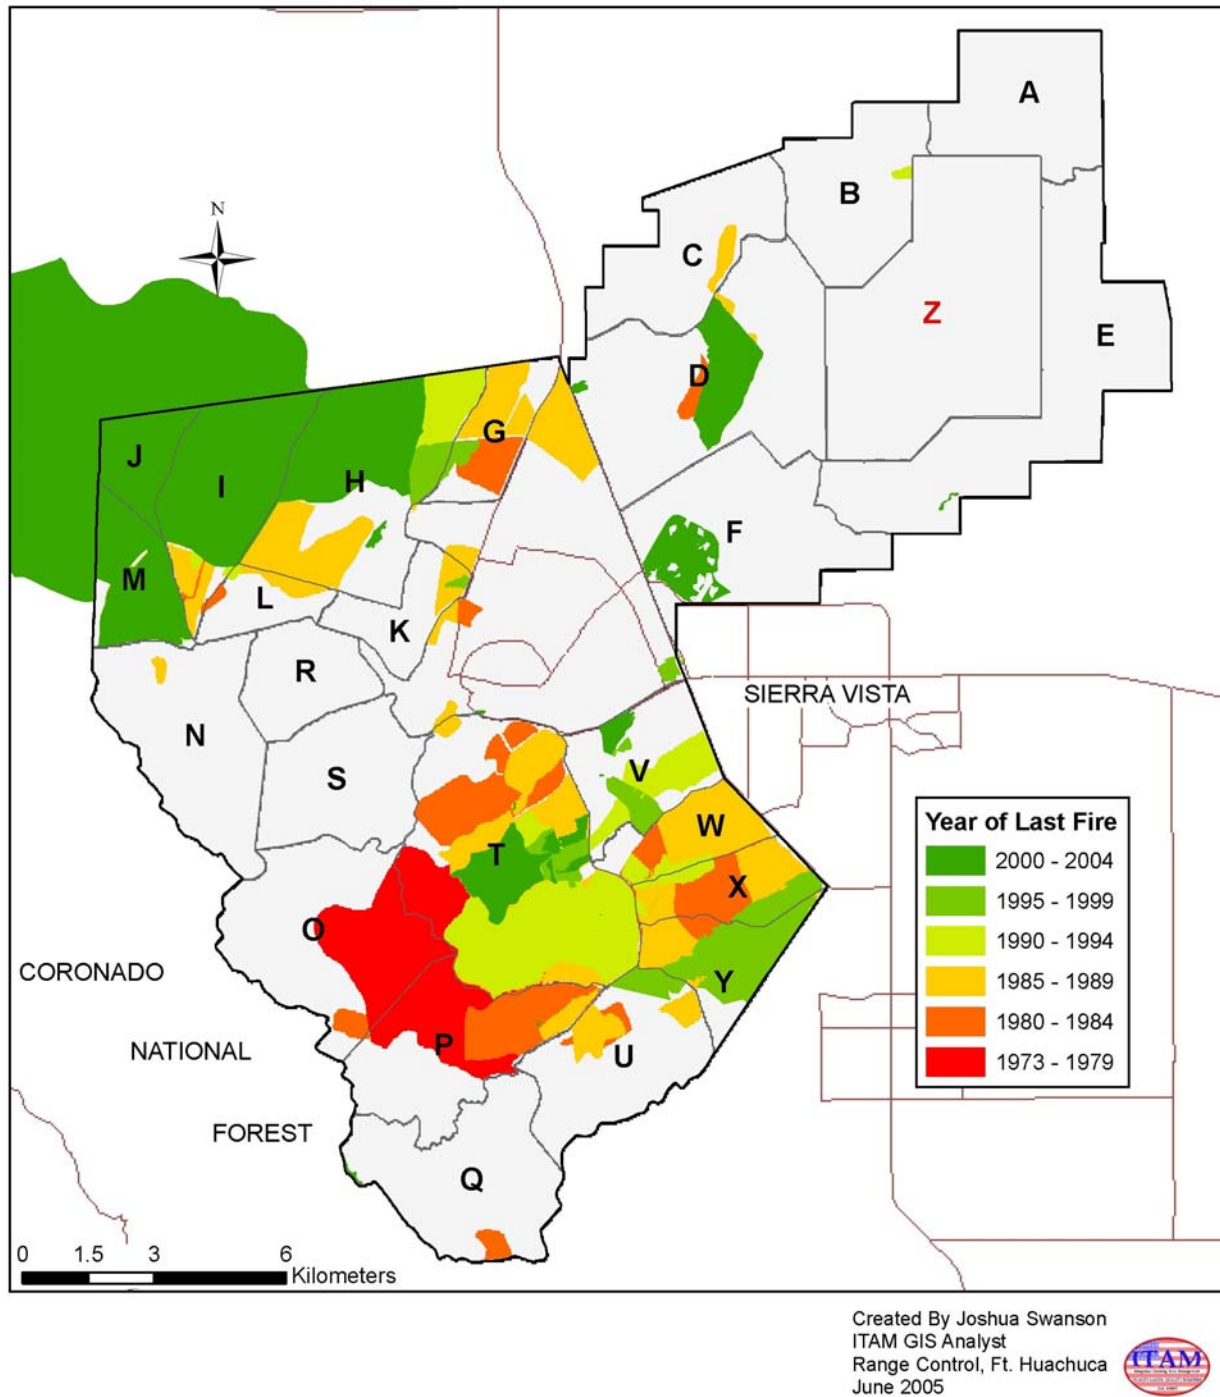 A
N
B
C
Z
E
D
G
J
I
H
F
M
L
K
R
SIERRA VISTA
N
V
S
W
T
X
Year of Last Fire
2000 - 2004
1995 - 1999
1990 - 1994
1985 - 1989
1980 - 1984
1973 - 1979
O
CORONADO
Y
NATIONAL
P
U
FOREST
Q
0 1.5 3 6
Kilometers
Created By Joshua Swanson
ITAM GIS Analyst
Range Control, Ft. Huachuca
June 2005
ITAM